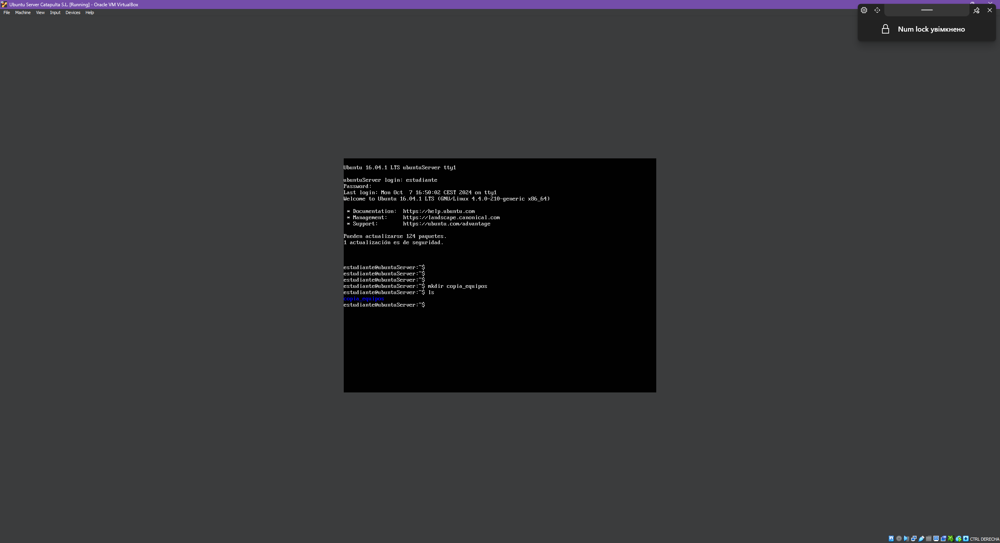 Ubuntu Server Catapulta S.L. [Running] - Oracle VM VirtualBox
File Machine View Input Devices Help
Num lock увімкнено
Ubuntu 16.04.1 LTS ubuntuServer tty1
ubuntuServer login: estudiante
Password:
Last login: Mon Oct  7 16:50:02 CEST 2024 on tty1
Welcome to Ubuntu 16.04.1 LTS (GNU/Linux 4.4.0-210-generic x86_64)
* Documentation:  https://help.ubuntu.com
* Management:     https://landscape.canonical.com
* Support:        https://ubuntu.com/advantage
Pueden actualizarse 124 paquetes.
1 actualización es de seguridad.
estudiante@ubuntuServer:~$
estudiante@ubuntuServer:~$
estudiante@ubuntuServer:~$
estudiante@ubuntuServer:~$ mkdir copia_equipos
estudiante@ubuntuServer:~$ ls
copia_equipos
estudiante@ubuntuServer:~$
CTRL DERECHA